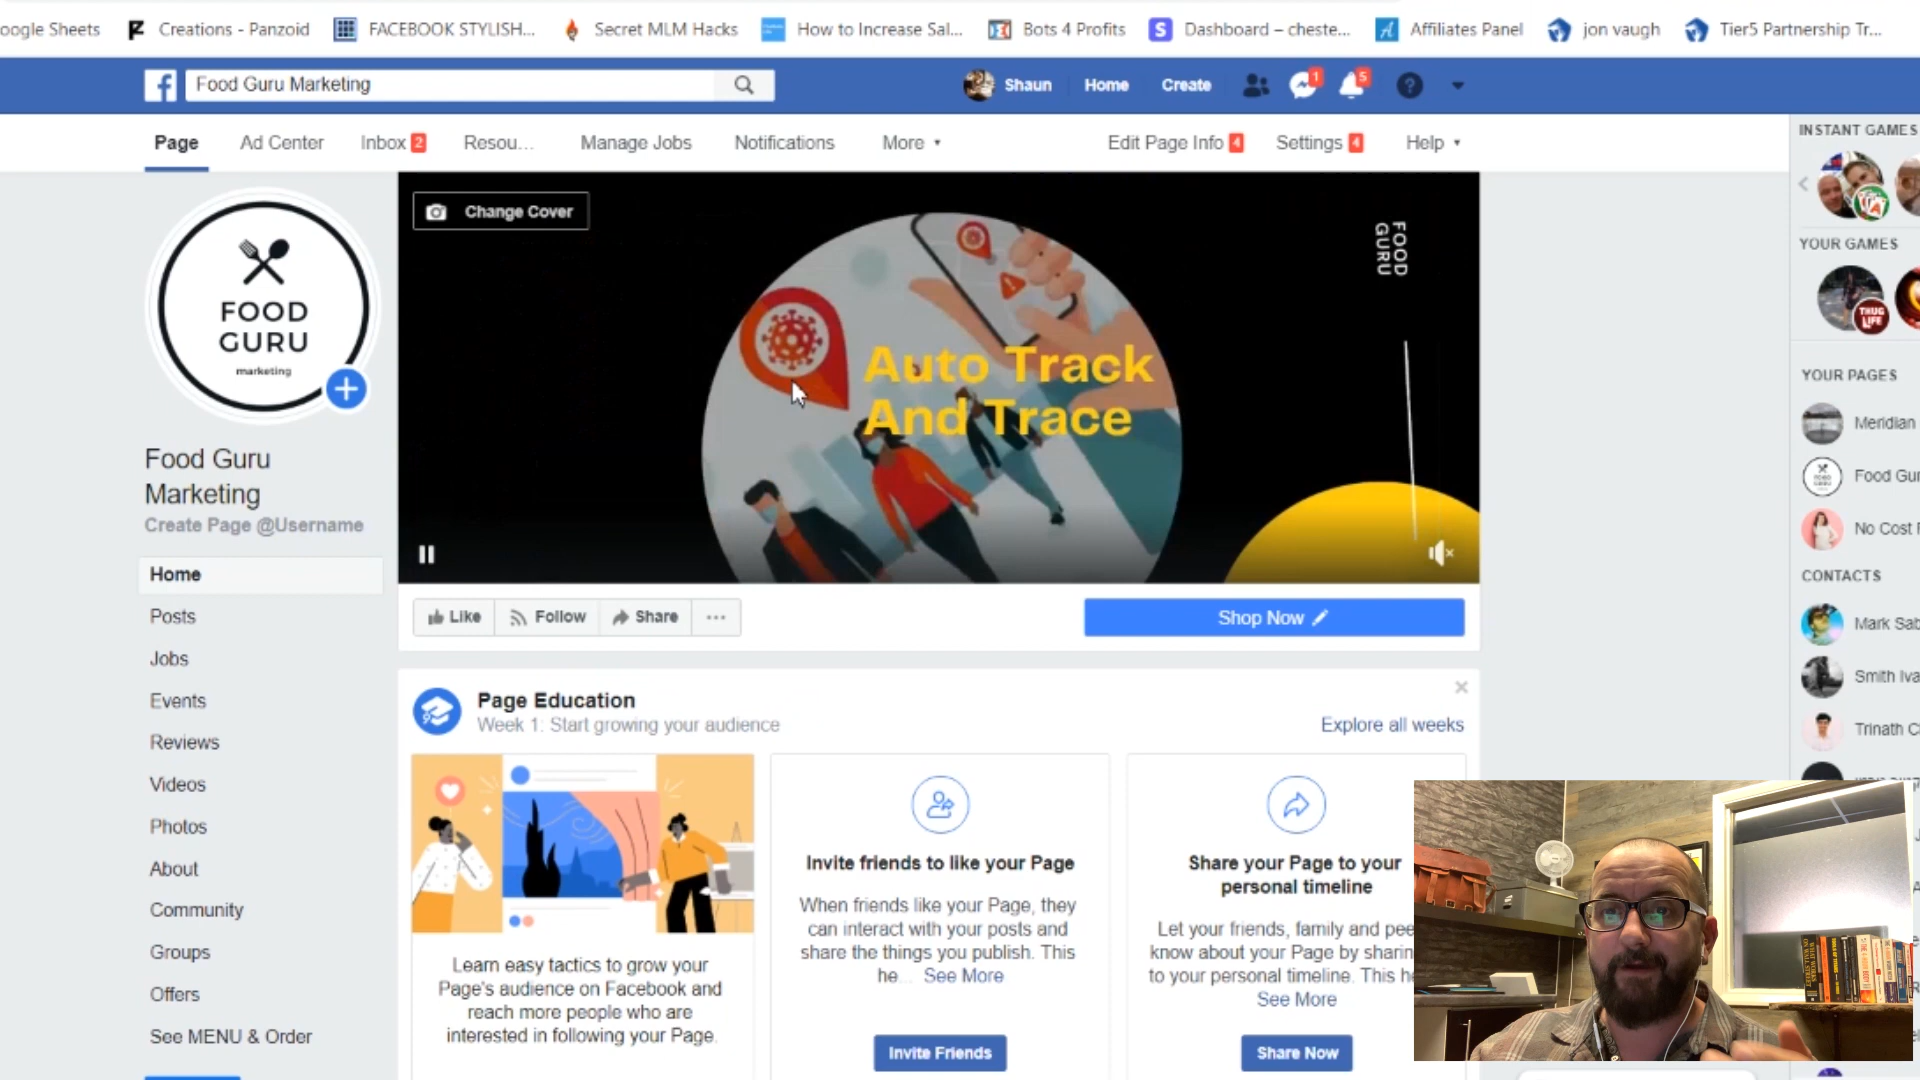 oogle Sheets
Creations - Panzoid
FACEBOOK STYLISH...
Secret MLM Hacks
How to Increase Sal...
Bots 4 Profits
Dashboard – cheste...
Affiliates Panel
jon vaugh
Tier5 Partnership Tr...
Food Guru Marketing
Shaun
Home
Create
1
5
Page
Ad Center
Inbox 2
Resou...
Manage Jobs
Notifications
More
Edit Page Info 4
Settings 4
Help
INSTANT GAMES
YOUR GAMES
THUG
LIFE
YOUR PAGES
Meridian
Food Gur
No Cost F
CONTACTS
Mark Sab
Smith Iva
Trinath C
FOOD
GURU
marketing
Food Guru
Marketing
Create Page @Username
Home
Posts
Jobs
Events
Reviews
Videos
Photos
About
Community
Groups
Offers
See MENU & Order
Change Cover
FOOD
GURU
Auto Track
And Trace
Like
Follow
Share
Shop Now
Page Education
Week 1: Start growing your audience
Explore all weeks
Learn easy tactics to grow your
Page's audience on Facebook and
reach more people who are
interested in following your Page.
Invite friends to like your Page
When friends like your Page, they
can interact with your posts and
share the things you publish. This
he... See More
Invite Friends
Share your Page to your
personal timeline
Let your friends, family and pee
know about your Page by sharin
to your personal timeline. This he
See More
Share Now